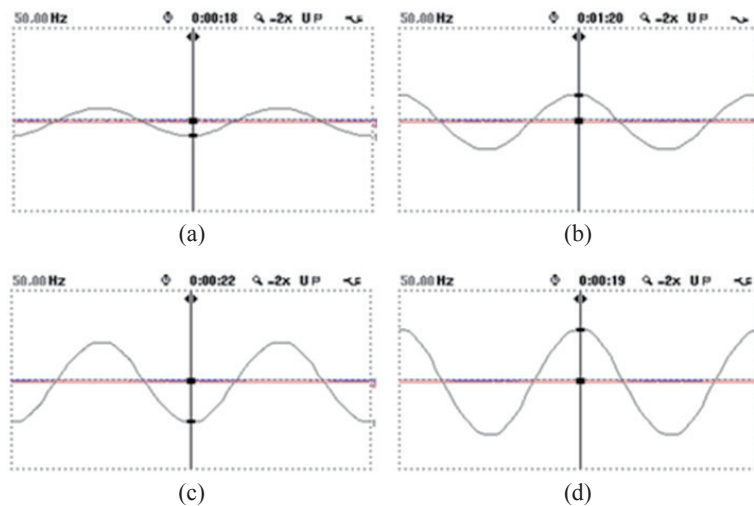 50.00 Hz 0:00:18 -2x U P
50.00 Hz 0:01:20 -2x U P
(a) (b)
50.00 Hz 0:00:22 -2x U P
50.00 Hz 0:00:19 -2x U P
(c) (d)